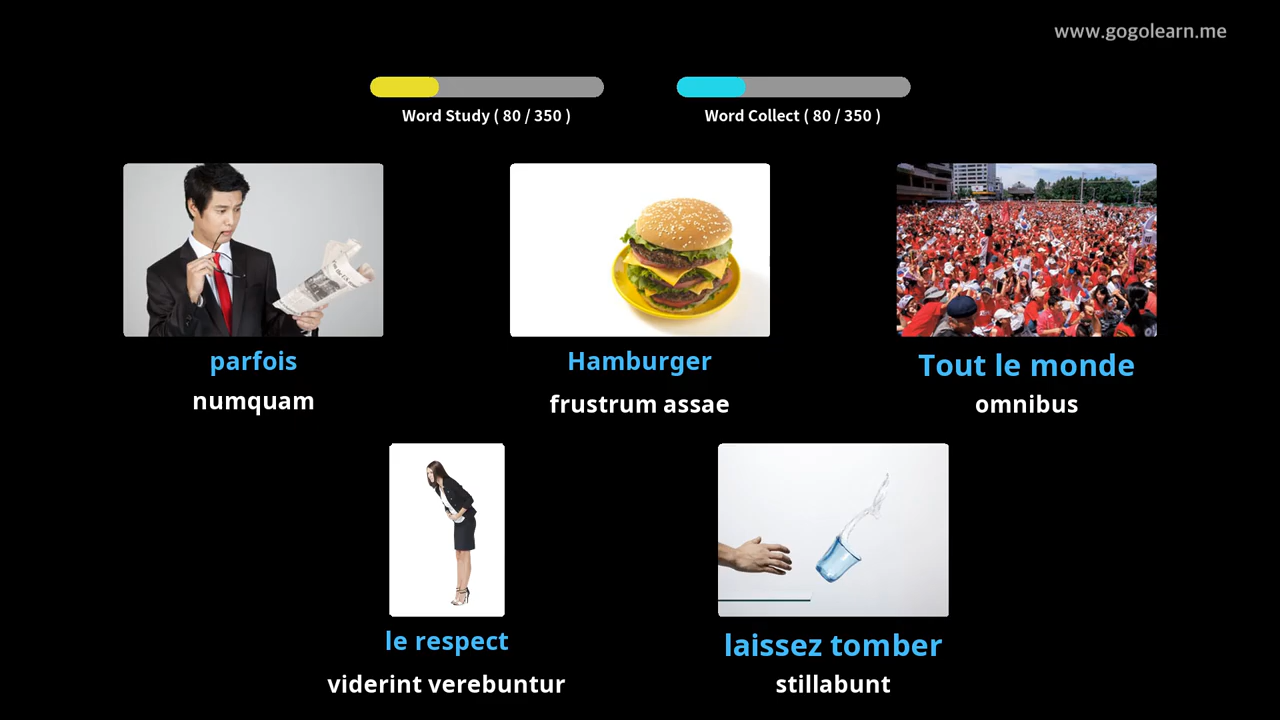 www.gogolearn.me
Word Study ( 80 / 350 )
Word Collect ( 80 / 350 )
parfois
numquam
Hamburger
frustrum assae
Tout le monde
omnibus
le respect
viderint verebuntur
laissez tomber
stillabunt